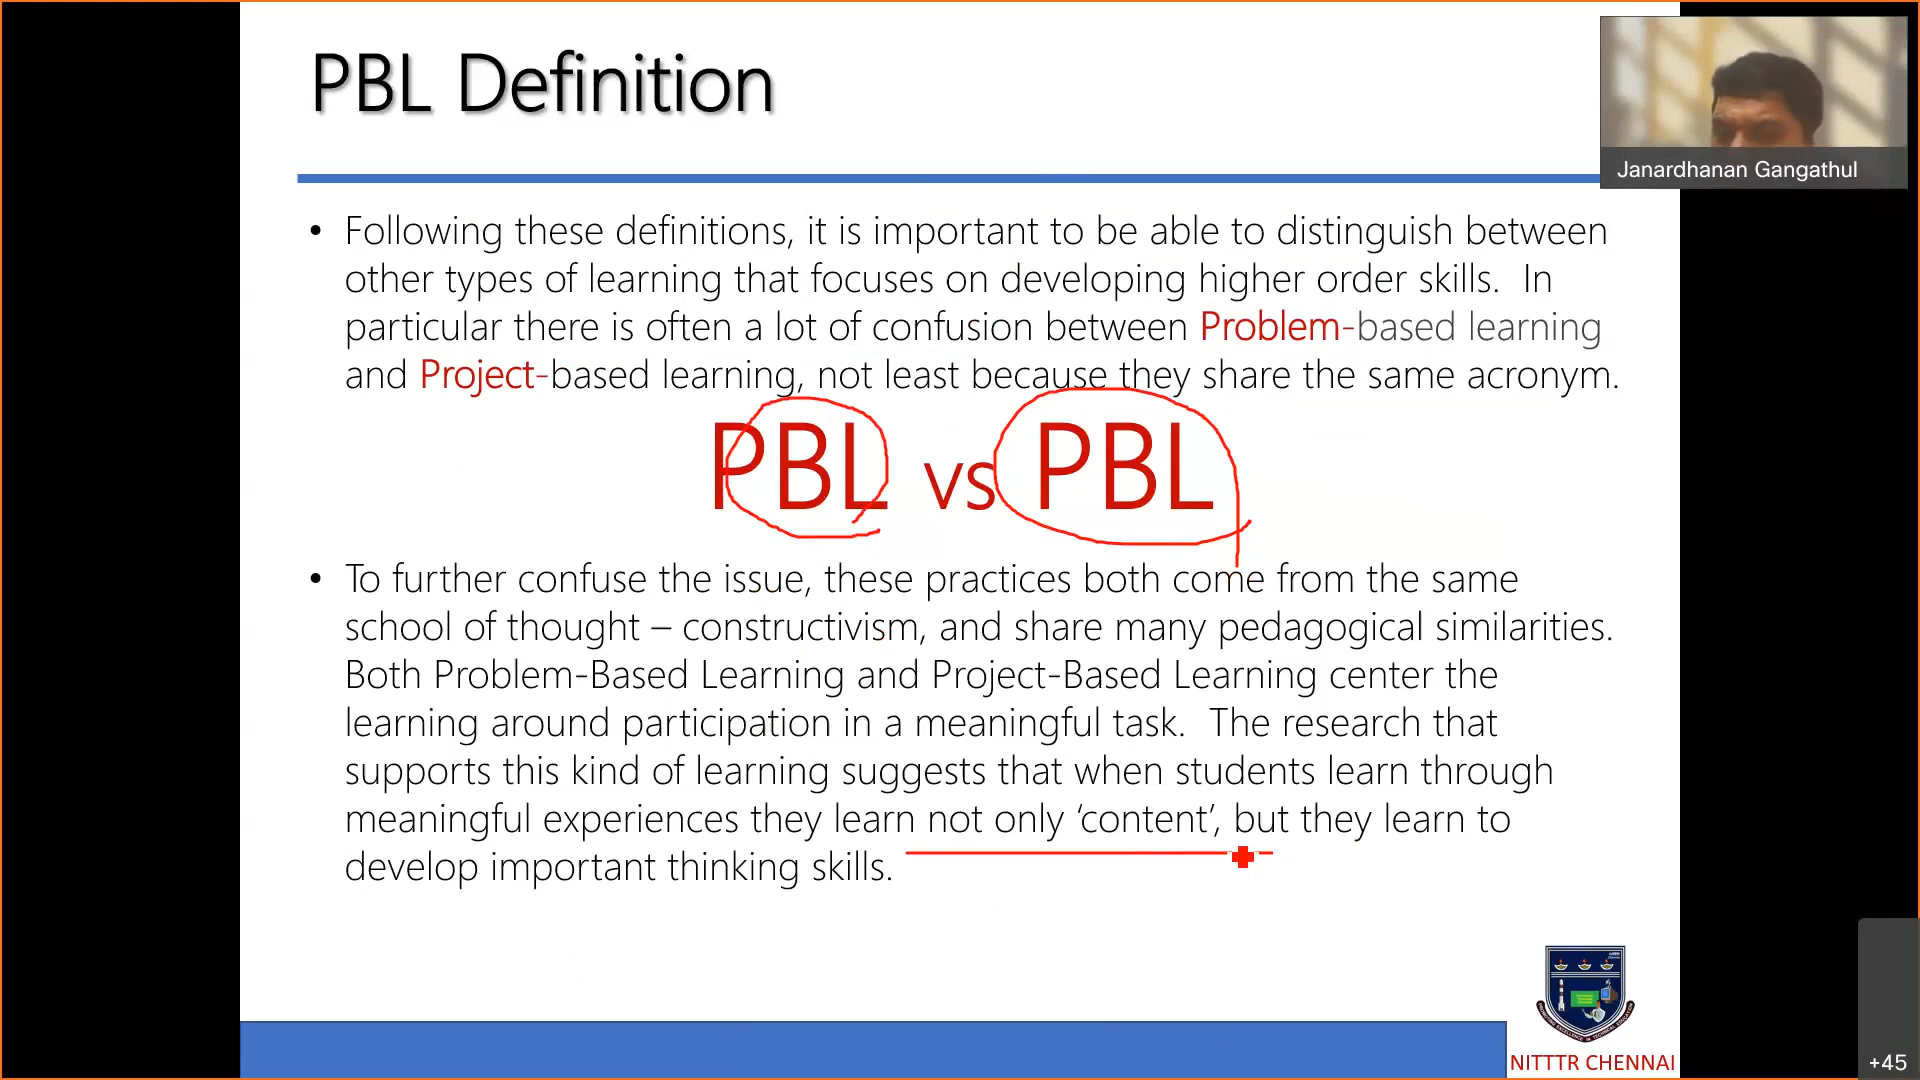 PBL Definition
Janardhanan Gangathul
• Following these definitions, it is important to be able to distinguish between
other types of learning that focuses on developing higher order skills. In
particular there is often a lot of confusion between Problem-based learning
and Project-based learning, not least because they share the same acronym.
PBL vs PBL
• To further confuse the issue, these practices both come from the same
school of thought – constructivism, and share many pedagogical similarities.
Both Problem-Based Learning and Project-Based Learning center the
learning around participation in a meaningful task. The research that
supports this kind of learning suggests that when students learn through
meaningful experiences they learn not only ‘content’, but they learn to
develop important thinking skills.
NITTTR CHENNAI
+45